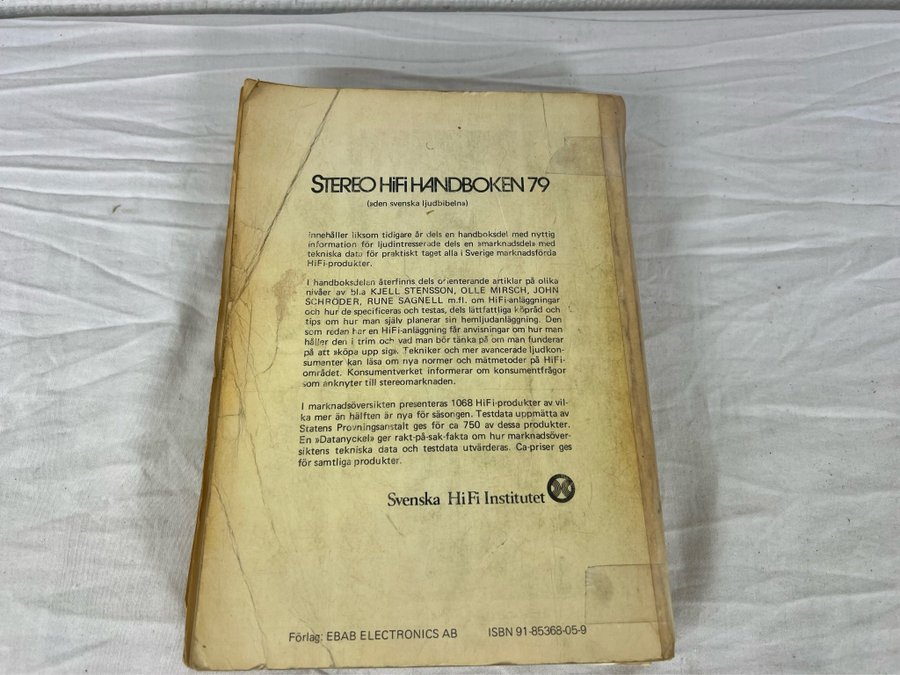 STEREO HiFi HANDBOKEN 79
(»den svenska ljudbibeln»)
Innehåller liksom tidigare år dels en handboksdel med nyttig
information för ljudintresserade dels en »marknadsdel» med
tekniska data för praktiskt taget alla i Sverige marknadsförda
HiFi-produkter.
I handboksdelen återfinns dels orienterande artiklar på olika
nivåer av bl.a KJELL STENSSON, OLLE MIRSCH, JOHN
SCHRÖDER, RUNE SAGNELL m.fl. om HiFi-anläggningar
och hur de specificeras och testas, dels lättfattliga köpråd och
tips om hur man själv planerar sin hemljudanläggning. Den
som redan har en HiFi-anläggning får anvisningar om hur man
håller den i trim och vad man bör tänka på om man funderar
på att »köpa upp sig». Tekniker och mer avancerade ljudkon-
sumenter kan läsa om nya normer och mätmetoder på HiFi-
området. Konsumentverket informerar om konsumentfrågor
som anknyter till stereomarknaden.
I marknadsöversikten presenteras 1068 HiFi-produkter av vil-
ka mer än hälften är nya för säsongen. Testdata uppmätta av
Statens Provningsanstalt ges för ca 750 av dessa produkter.
En »Datanyckel» ger rakt-på-sak-fakta om hur marknadsöver-
siktens tekniska data och testdata utvärderas. Ca-priser ges
för samtliga produkter.
Svenska HiFi Institutet
Förlag: EBAB ELECTRONICS AB ISBN 91-85368-05-9